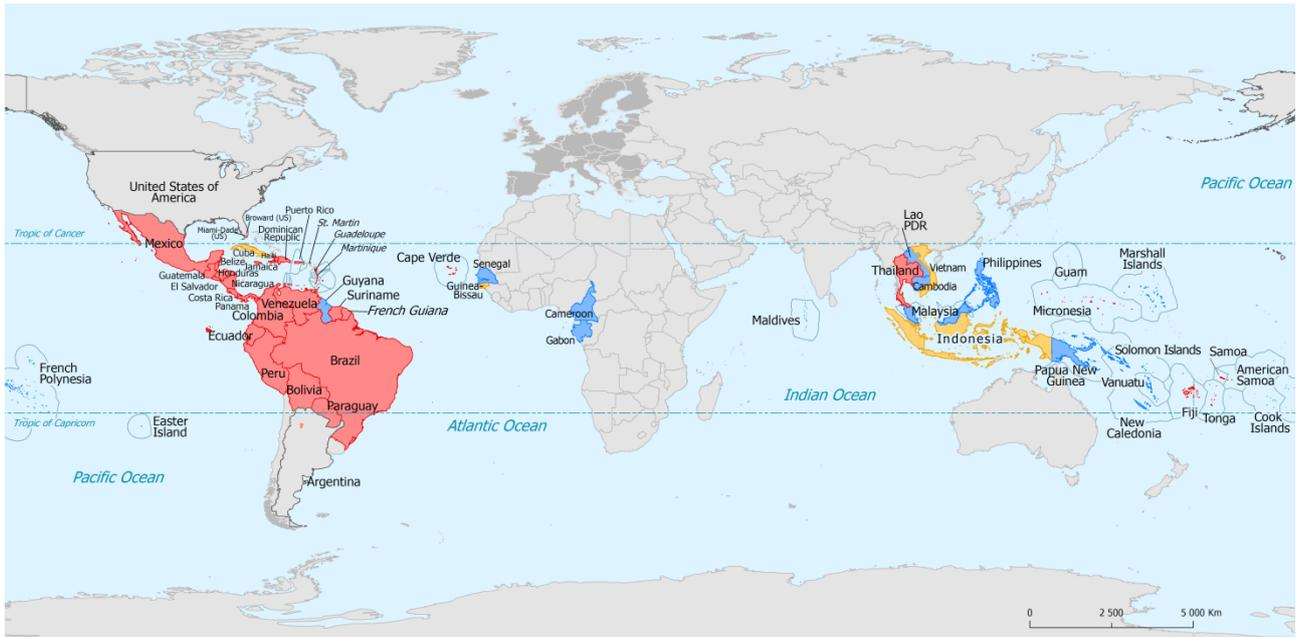 United States of
America
Mexico
Tropic of Cancer
Miami-Dade
(US)
Broward (US)
Puerto Rico
Dominican
Republic
St. Martin
Guadeloupe
Martinique
Cuba
Haiti
Jamaica
Belize
Honduras
Guatemala
El Salvador
Nicaragua
Costa Rica
Panama
Venezuela
Colombia
Guyana
Suriname
French Guiana
Ecuador
Peru
Brazil
Bolivia
Paraguay
Argentina
French
Polynesia
Tropic of Capricorn
Easter
Island
Pacific Ocean
Atlantic Ocean
Cape Verde
Senegal
Guinea-
Bissau
Cameroon
Gabon
Maldives
Indian Ocean
Lao
PDR
Thailand
Vietnam
Cambodia
Malaysia
Philippines
Indonesia
Pacific Ocean
Guam
Marshall
Islands
Micronesia
Papua New
Guinea
Solomon Islands
Vanuatu
New
Caledonia
Samoa
American
Samoa
Fiji
Tonga
Cook
Islands
0
2 500
5 000 Km